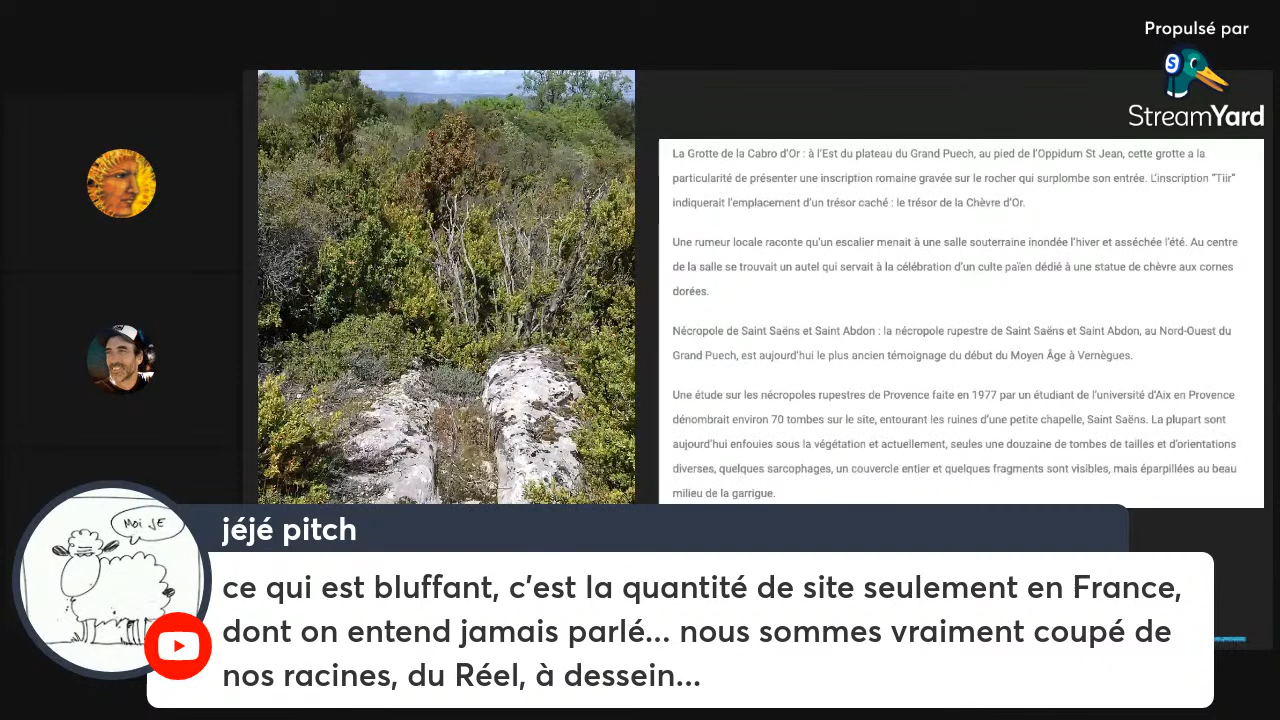 Propulsé par
StreamYard
La Grotte de la Cabro d'Or : à l'Est du plateau du Grand Puech, au pied de l'Oppidum St Jean, cette grotte a la
particularité de présenter une inscription romaine gravée sur le rocher qui surplombe son entrée. L'inscription "Tiir"
indiquerait l'emplacement d'un trésor caché : le trésor de la Chèvre d'Or.
Une rumeur locale raconte qu'un escalier menait à une salle souterraine inondée l'hiver et asséchée l'été. Au centre
de la salle se trouvait un autel qui servait à la célébration d'un culte païen dédié à une statue de chèvre aux cornes
dorées.
Nécropole de Saint Saëns et Saint Abdon : la nécropole rupestre de Saint Saëns et Saint Abdon, au Nord-Ouest du
Grand Puech, est aujourd'hui le plus ancien témoignage du début du Moyen Âge à Vernègues.
Une étude sur les nécropoles rupestres de Provence faite en 1977 par un étudiant de l'université d'Aix en Provence
dénombrait environ 70 tombes sur le site, entourant les ruines d'une petite chapelle, Saint Saëns. La plupart sont
aujourd'hui enfouies sous la végétation et actuellement, seules une douzaine de tombes de tailles et d'orientations
diverses, quelques sarcophages, un couvercle entier et quelques fragments sont visibles, mais éparpillées au beau
milieu de la garrigue.
MOI JE
jéjé pitch
ce qui est bluffant, c'est la quantité de site seulement en France,
dont on entend jamais parlé... nous sommes vraiment coupé de
nos racines, du Réel, à dessein...